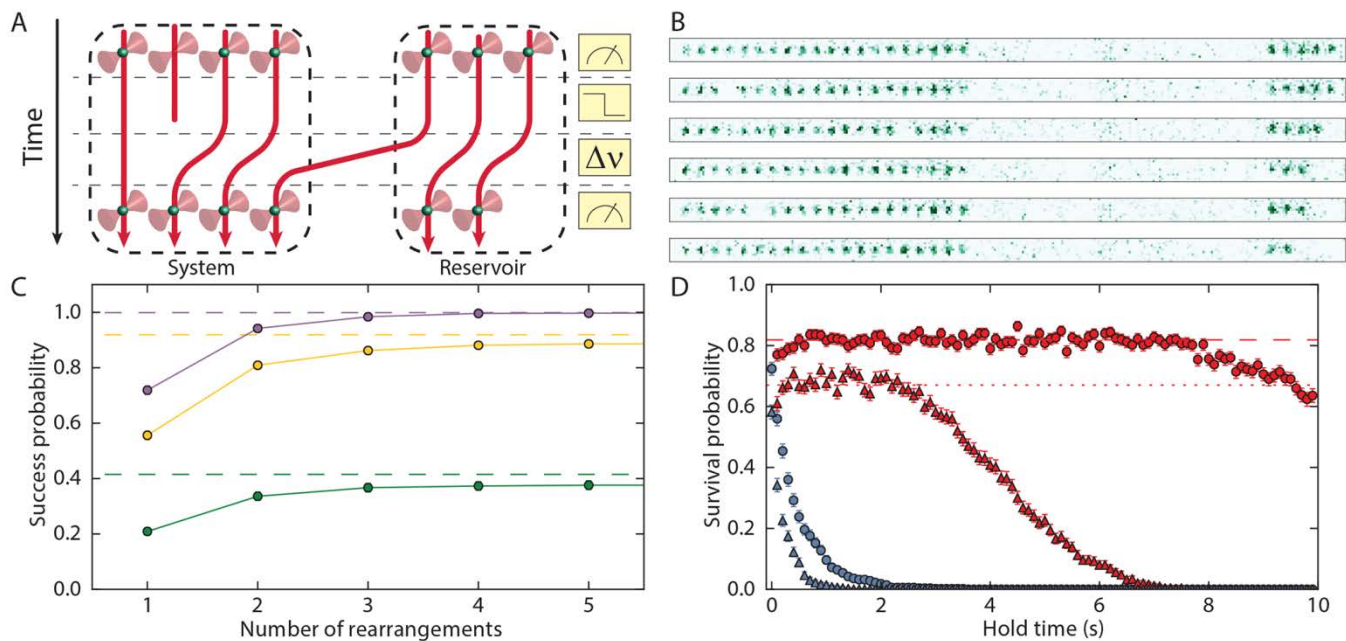 A
Time
Δν
System
Reservoir
B
C
Success probability
1.0
0.8
0.6
0.4
0.2
0.0
1 2 3 4 5
Number of rearrangements
D
Survival probability
1.0
0.8
0.6
0.4
0.2
0.0
0 2 4 6 8 10
Hold time (s)